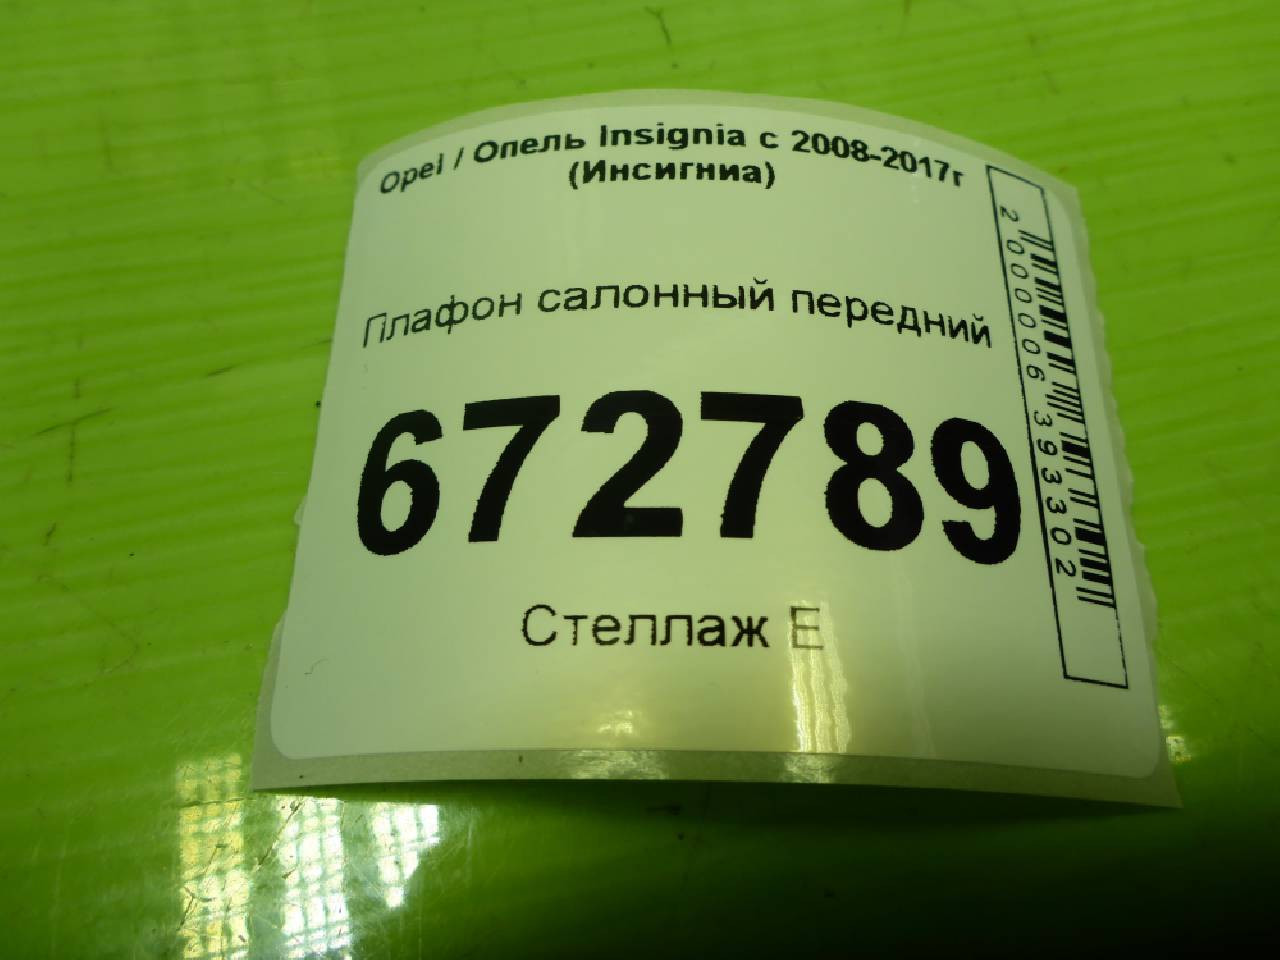 Opel / Опель Insignia с 2008-2017г
(Инсигниа)
Плафон салонный передний
672789
Стеллаж Е
2000006393302